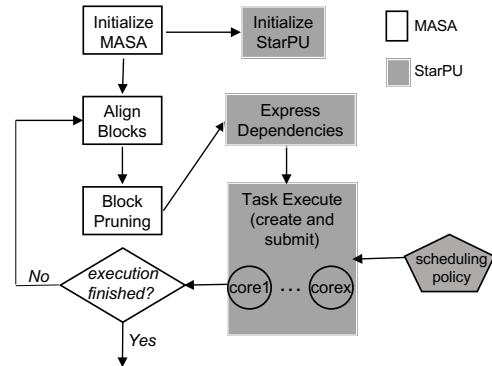 Initialize
MASA
Initialize
StarPU
MASA
StarPU
Align
Blocks
Express
Dependencies
Block
Pruning
Task Execute
(create and
submit)
scheduling
policy
core1 ... corex
No
execution
finished?
Yes